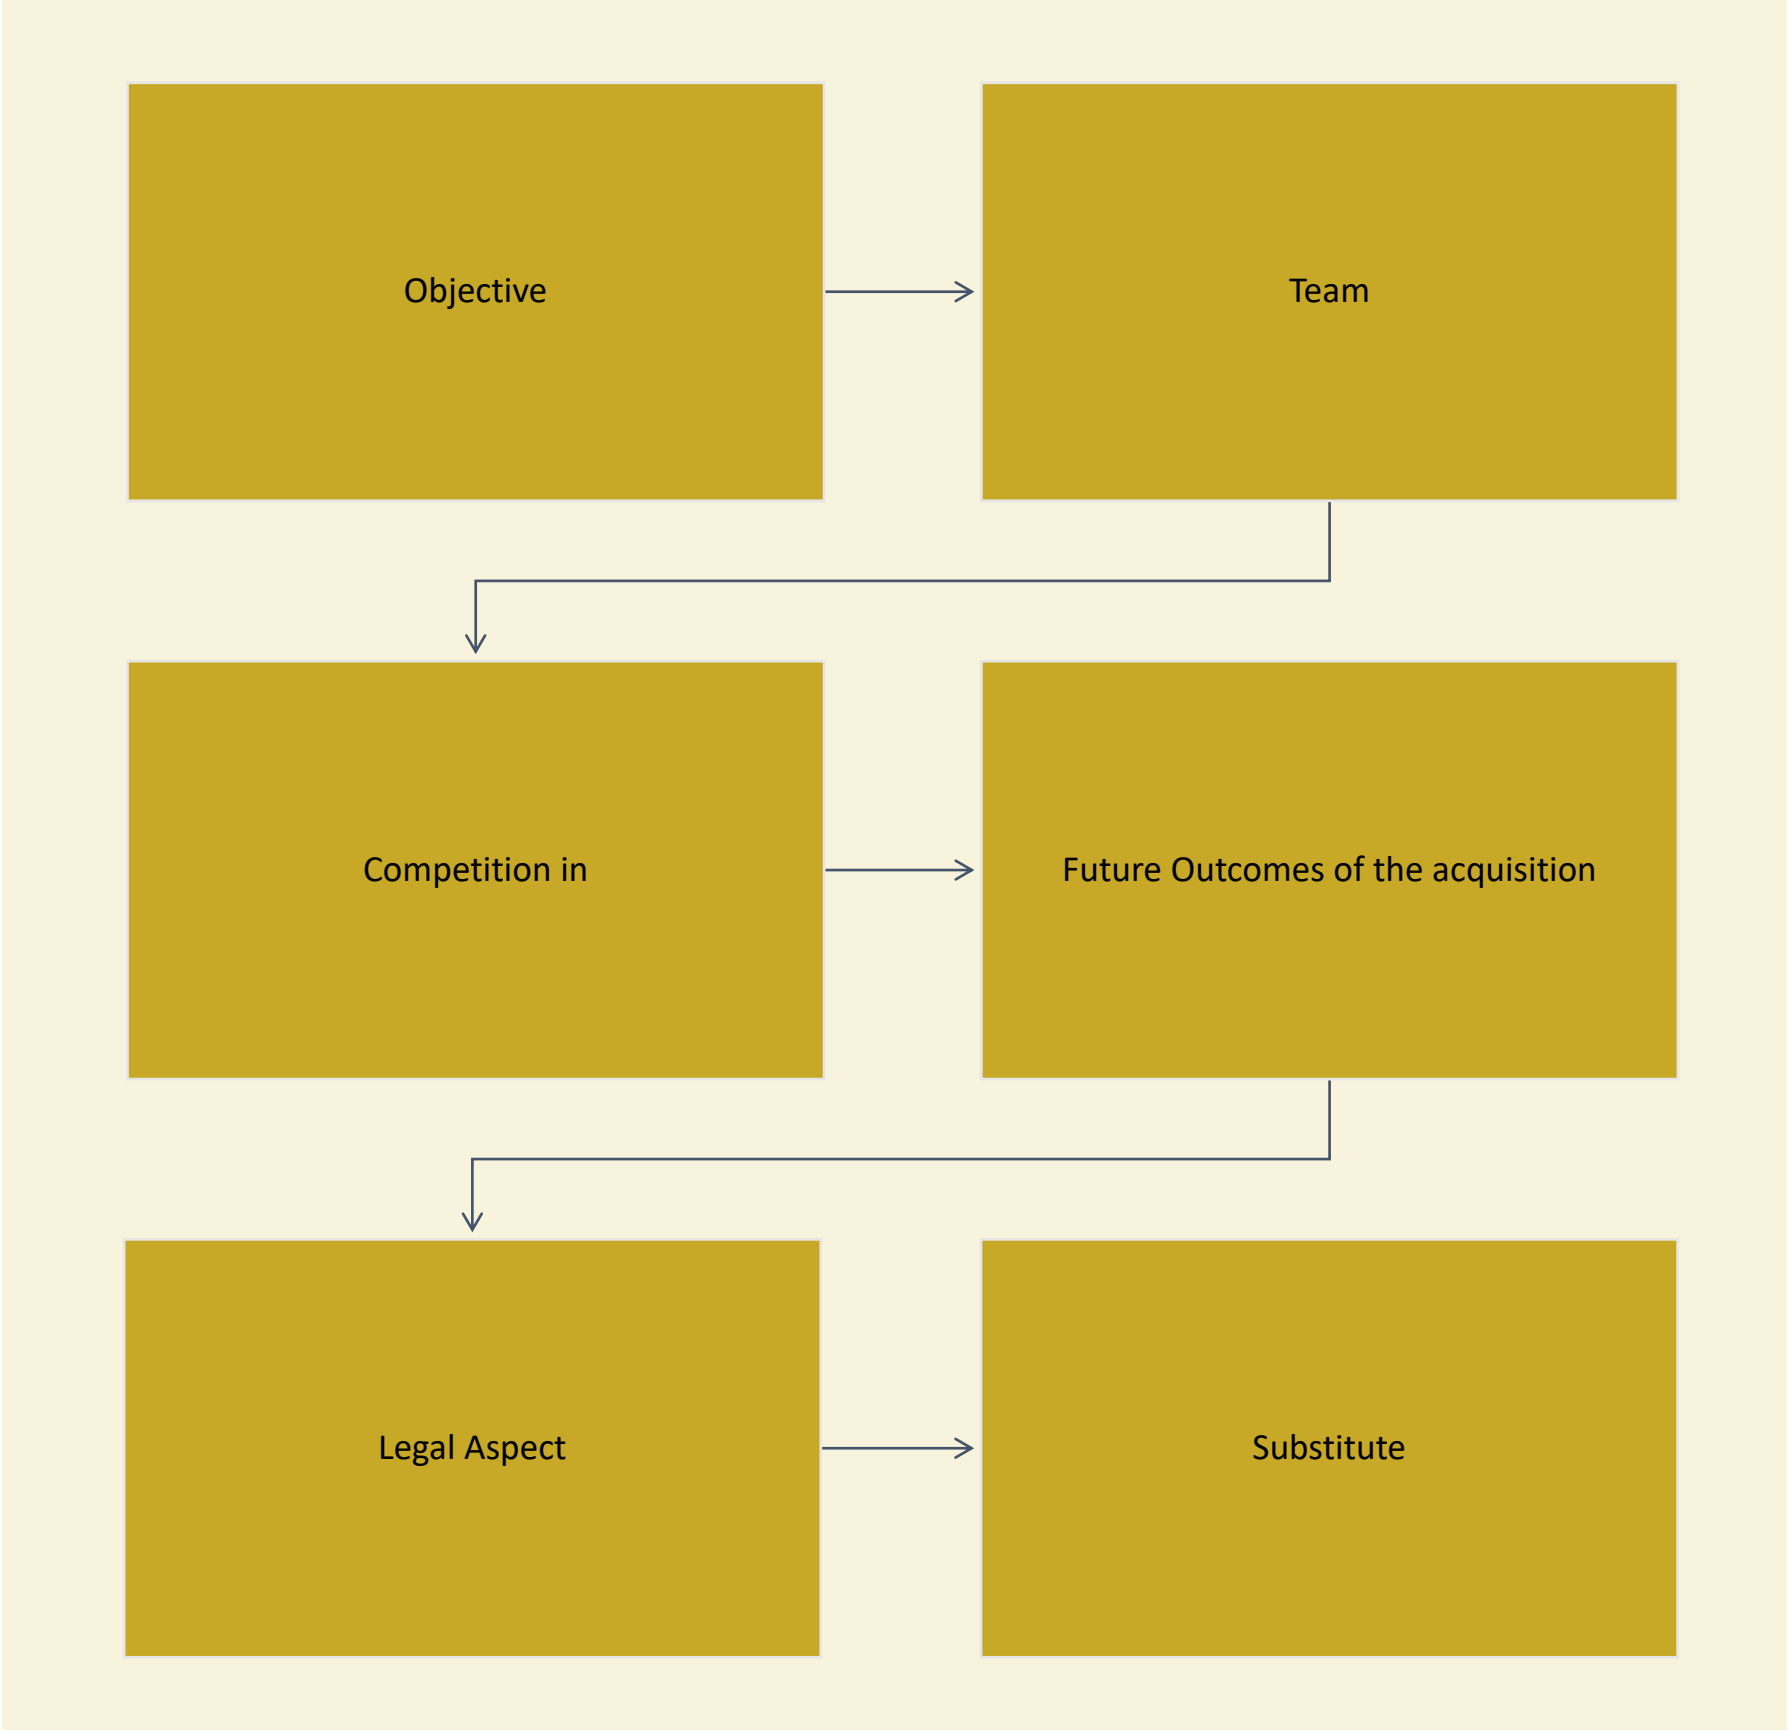 Objective
Team
Competition in
Future Outcomes of the acquisition
Legal Aspect
Substitute